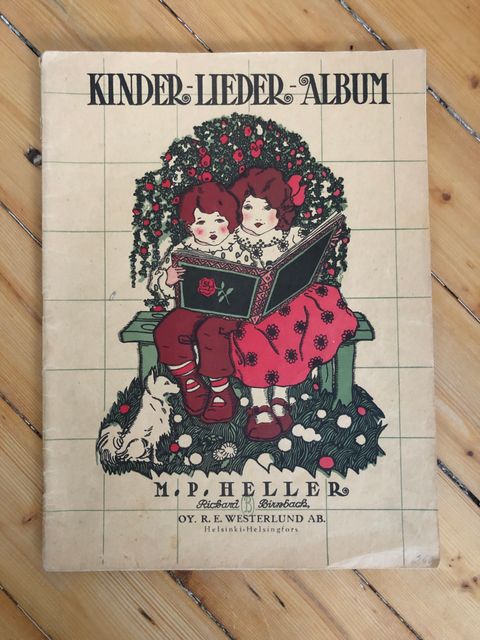 KINDER-LIEDER-ALBUM
M. P. HELLER
Richard B Birnbach,
OY. R. E. WESTERLUND AB.
Helsinki-Helsingfors.